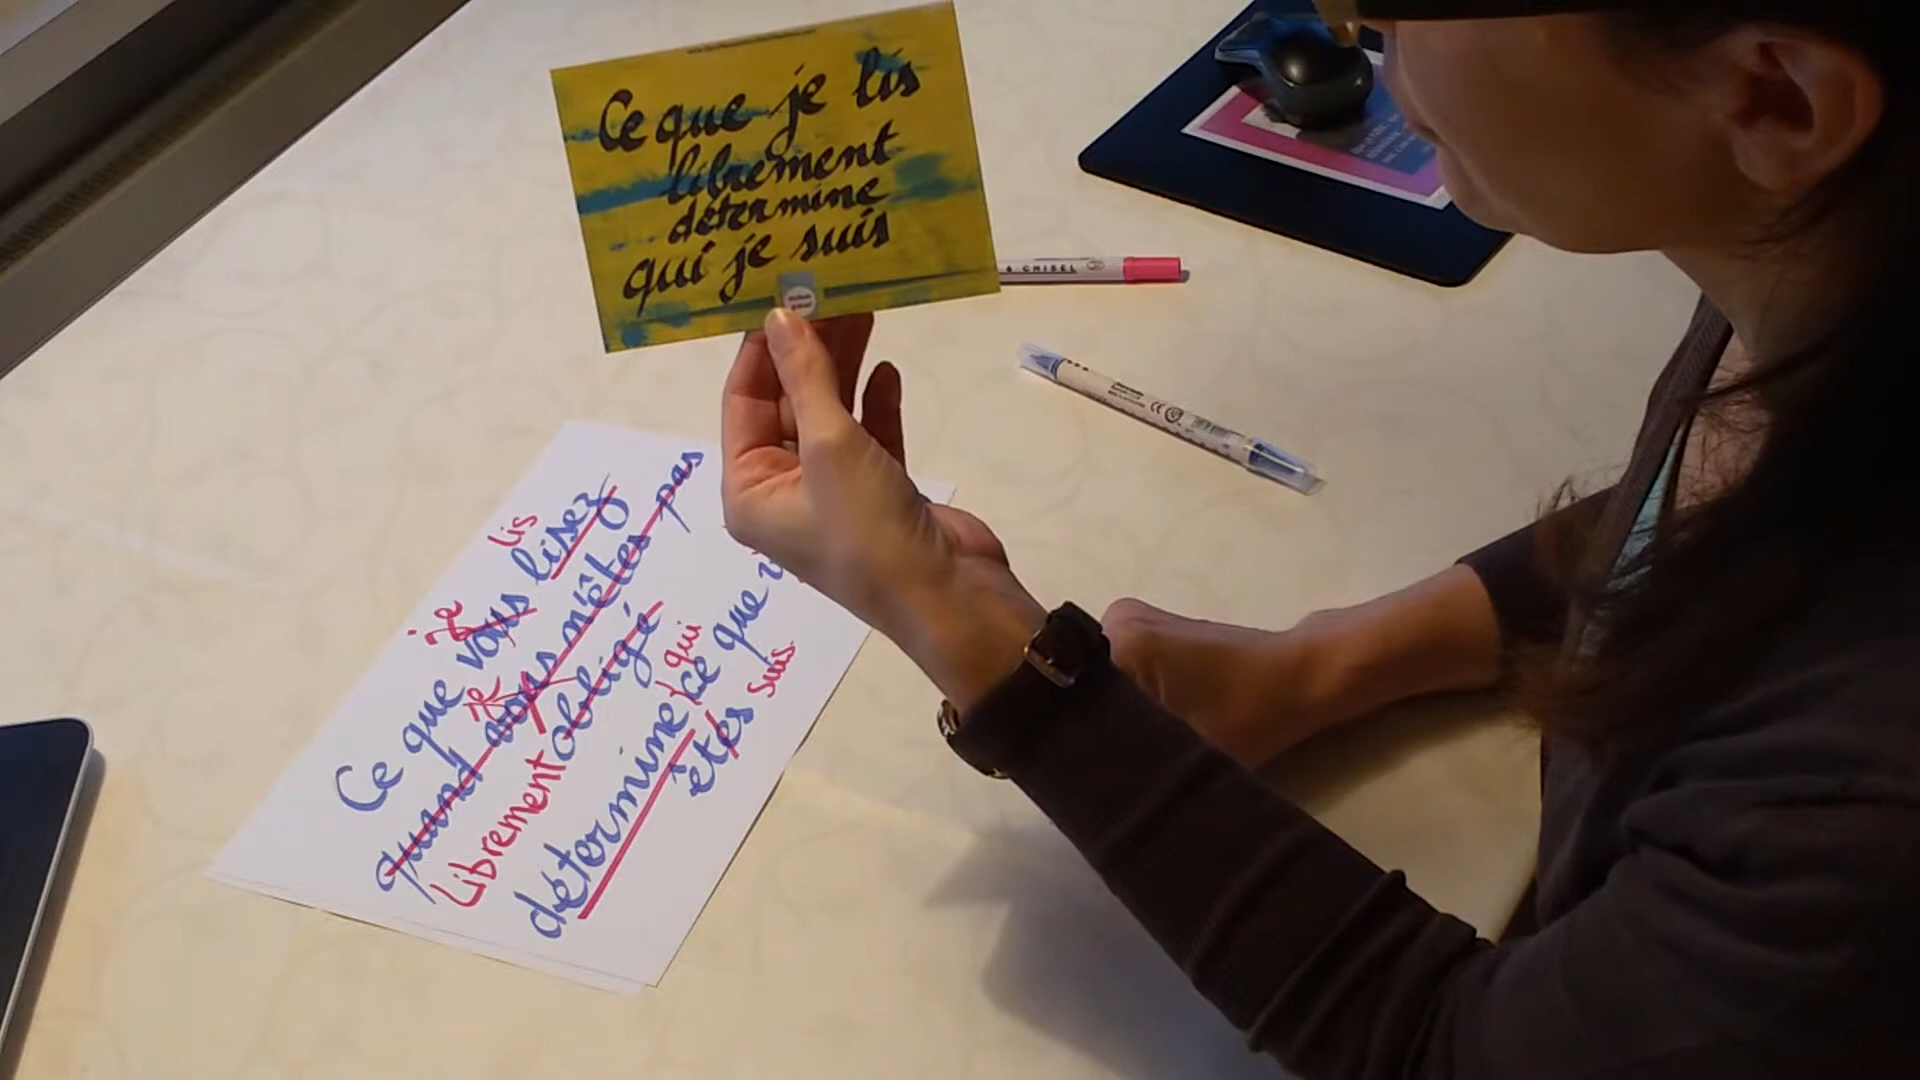 Ce que je lis
librement
détermine
qui je suis
& CHISEL
lis
je
Ce que vous lisez
je
quand vous n'êtes pas
Librement obligé
qui
détermine ce que
êtes suis